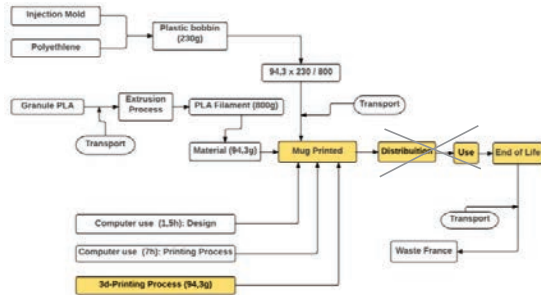 Injection Mold
Polyethlene
Plastic bobbin
(230g)
94,3 x 230 / 800
Granule PLA
Extrusion
Process
PLA Filament (800g)
Transport
Transport
Material (94,3g)
Mug Printed
Distribuition
Use
End of Life
Computer use (1,5h): Design
Transport
Computer use (7h): Printing Process
Waste France
3d-Printing Process (94,3g)